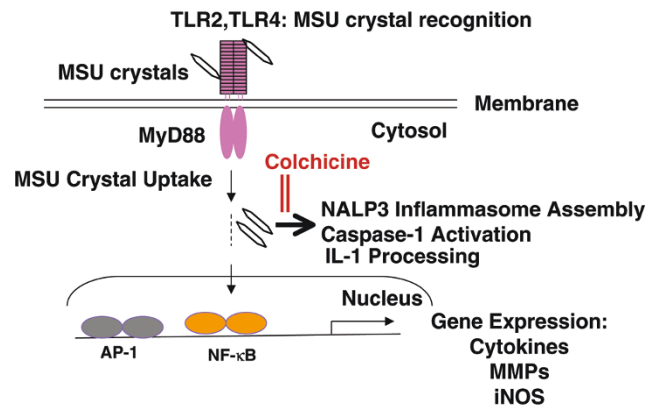 TLR2,TLR4: MSU crystal recognition
MSU crystals
Membrane
MyD88
Cytosol
Colchicine
MSU Crystal Uptake
NALP3 Inflammasome Assembly
Caspase-1 Activation
IL-1 Processing
Nucleus
Gene Expression:
Cytokines
MMPs
iNOS
AP-1
NF-κB